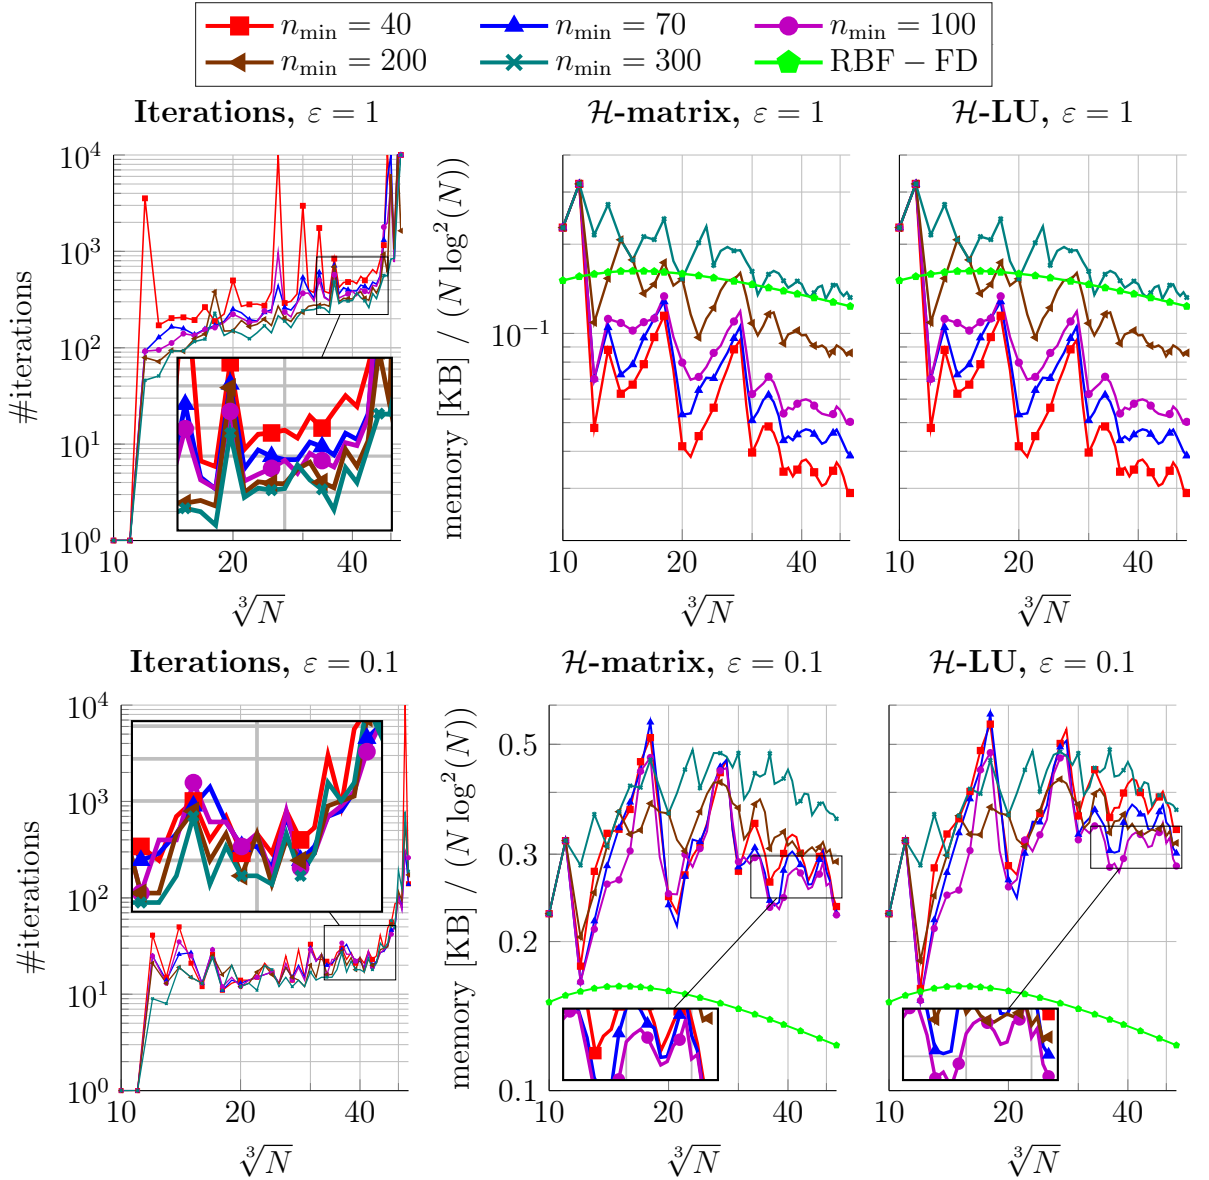 n_min = 40 n_min = 70 n_min = 100
n_min = 200 n_min = 300 RBF − FD
Iterations, ε = 1
#iterations
10^4
10^3
10^2
10^1
10^0
10 20 40
∛N
ℋ-matrix, ε = 1
memory [KB] / (N log^2(N))
10^−1
10 20 40
∛N
ℋ-LU, ε = 1
10 20 40
∛N
Iterations, ε = 0.1
#iterations
10^4
10^3
10^2
10^1
10^0
10 20 40
∛N
ℋ-matrix, ε = 0.1
memory [KB] / (N log^2(N))
0.5
0.3
0.2
0.1
10 20 40
∛N
ℋ-LU, ε = 0.1
10 20 40
∛N